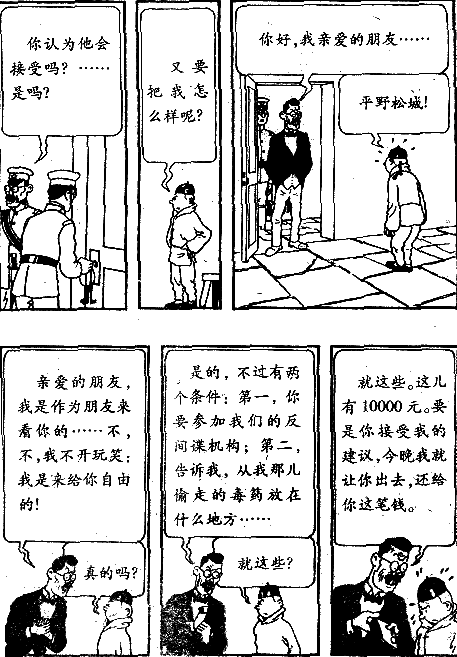 你认为他会
接受吗？……
是吗？
又要
把我怎
么样呢？
你好，我亲爱的朋友……
平野松城！
亲爱的朋友，
我是作为朋友来
看你的……不，
不，我不开玩笑；
我是来给你自由
的！
真的吗？
是的，不过有两
个条件：第一，你
要参加我们的反
间谍机构；第二，
告诉我，从我那儿
偷走的毒药放在
什么地方……
就这些？
就这些。这儿
有10000元。要
是你接受我的
建议，今晚我就
让你出去，还给
你这笔钱。